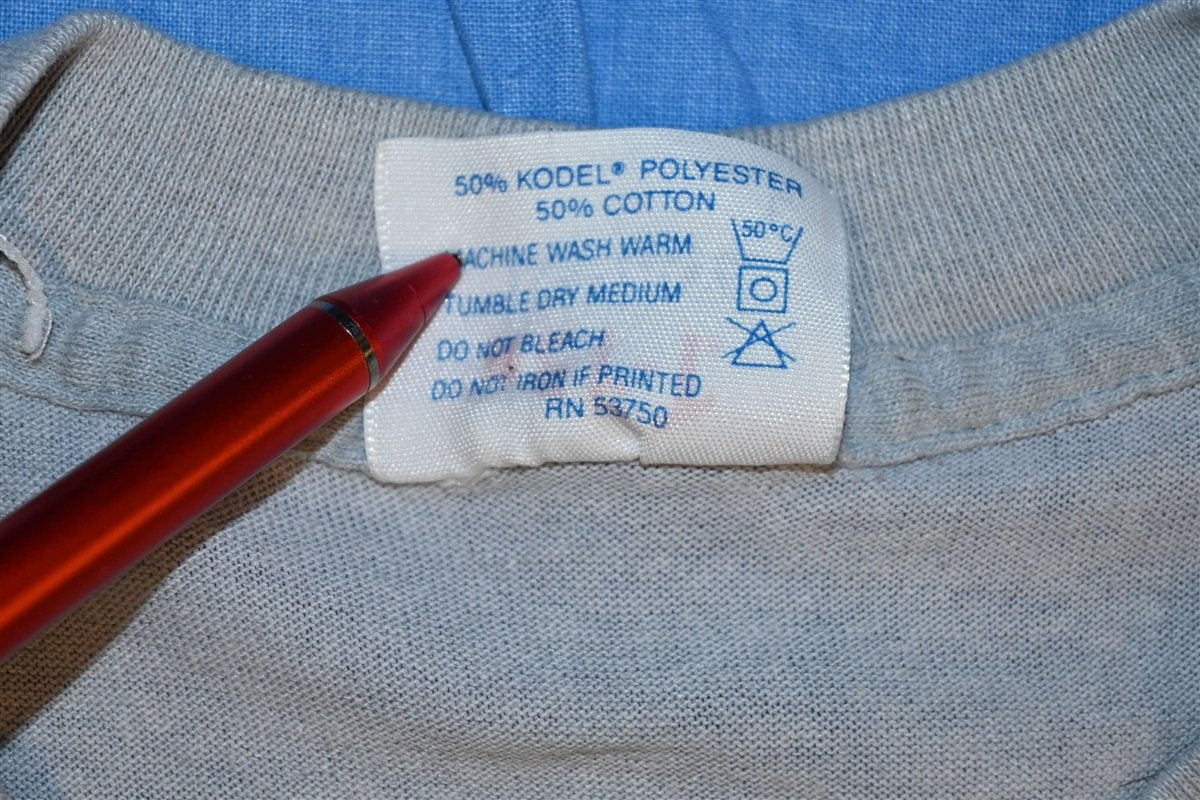 50% KODEL® POLYESTER
50% COTTON
MACHINE WASH WARM
50°C
TUMBLE DRY MEDIUM
DO NOT BLEACH
DO NOT IRON IF PRINTED
RN 53750